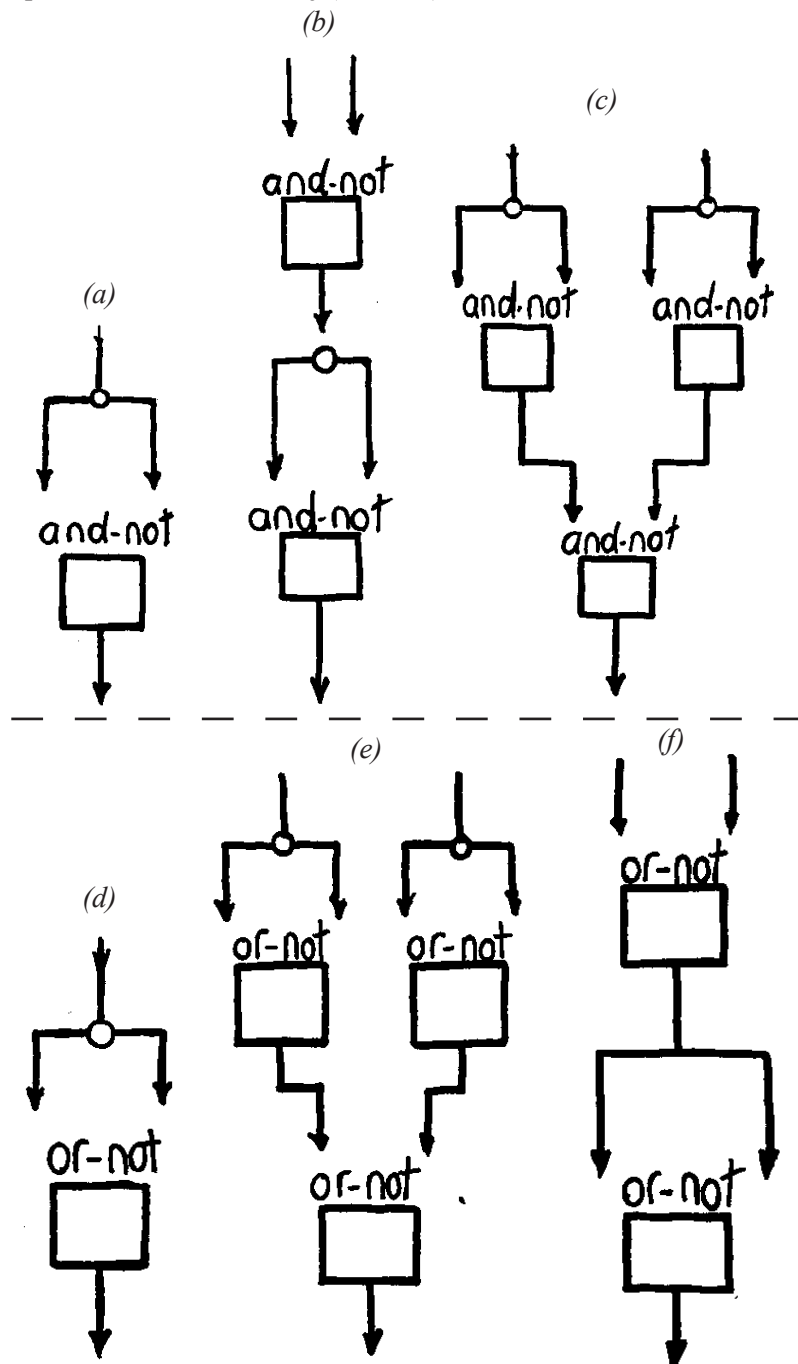 (b)
(c)
and-not
(a)
and-not and-not
and-not
and-not
and-not
(e)
(f)
or-not
(d)
or-not or-not
or-not
or-not
or-not